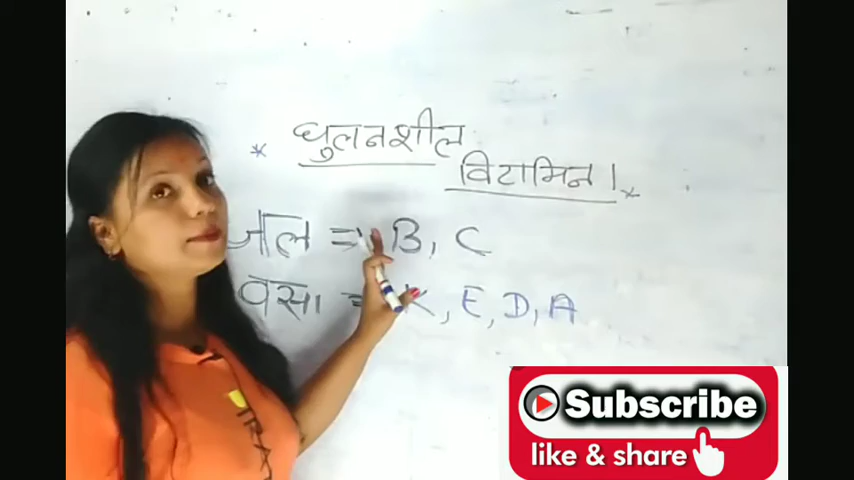 * घुलनशील
विटामिन । *
जल = B, C
वसा = K, E, D, A
Subscribe
like & share